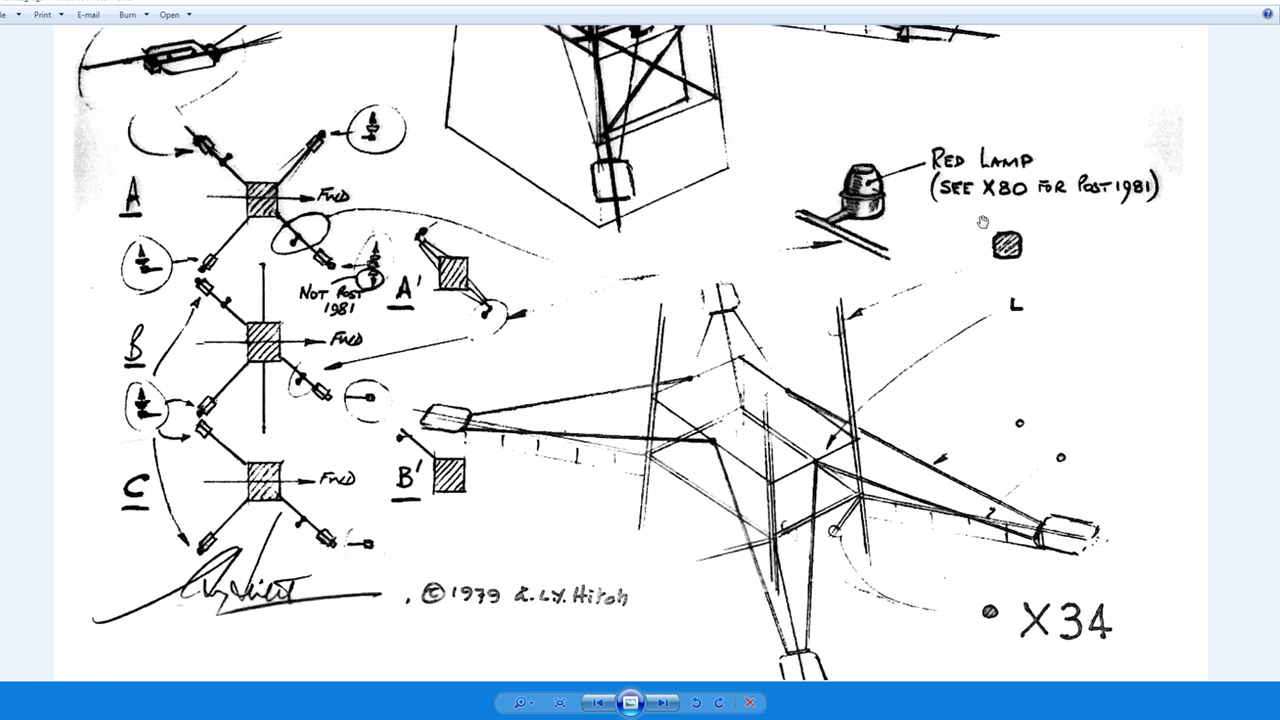 Print
E-mail
Burn
Open
RED LAMP
(SEE X80 FOR POST 1981)
A
FWD
NOT POST
1981
A'
B
FWD
L
C
FWD
B'
© 1979
X34